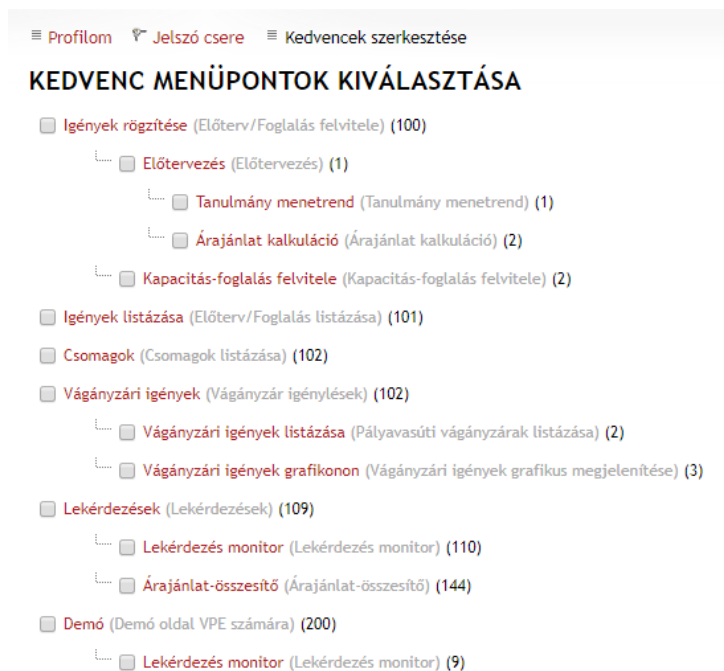 Profilom Jelszó csere Kedvencek szerkesztése
KEDVENC MENÜPONTOK KIVÁLASZTÁSA
Igények rögzítése (Előterv/Foglalás felvitele) (100)
Előtervezés (Előtervezés) (1)
Tanulmány menetrend (Tanulmány menetrend) (1)
Árajánlat kalkuláció (Árajánlat kalkuláció) (2)
Kapacitás-foglalás felvitele (Kapacitás-foglalás felvitele) (2)
Igények listázása (Előterv/Foglalás listázása) (101)
Csomagok (Csomagok listázása) (102)
Vágányzári igények (Vágányzár igénylések) (102)
Vágányzári igények listázása (Pályavasúti vágányzárak listázása) (2)
Vágányzári igények grafikonon (Vágányzári igények grafikus megjelenítése) (3)
Lekérdezések (Lekérdezések) (109)
Lekérdezés monitor (Lekérdezés monitor) (110)
Árajánlat-összesítő (Árajánlat-összesítő) (144)
Demó (Demó oldal VPE számára) (200)
Lekérdezés monitor (Lekérdezés monitor) (9)